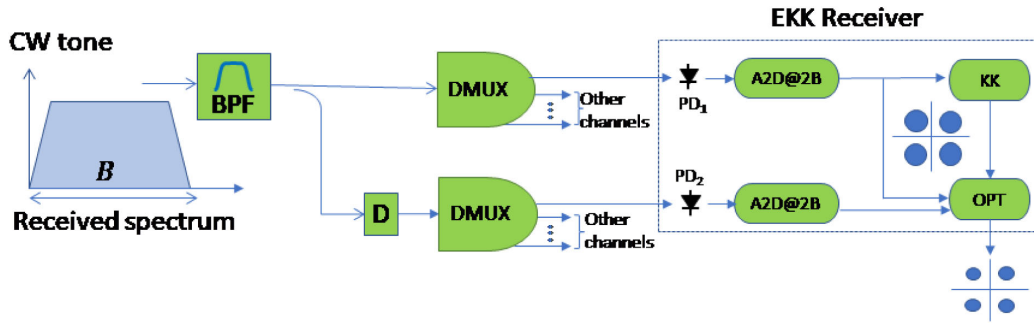 EKK Receiver
CW tone
BPF
DMUX
Other
channels
PD1
A2D@2B
KK
B
Received spectrum
D
DMUX
Other
channels
PD2
A2D@2B
OPT